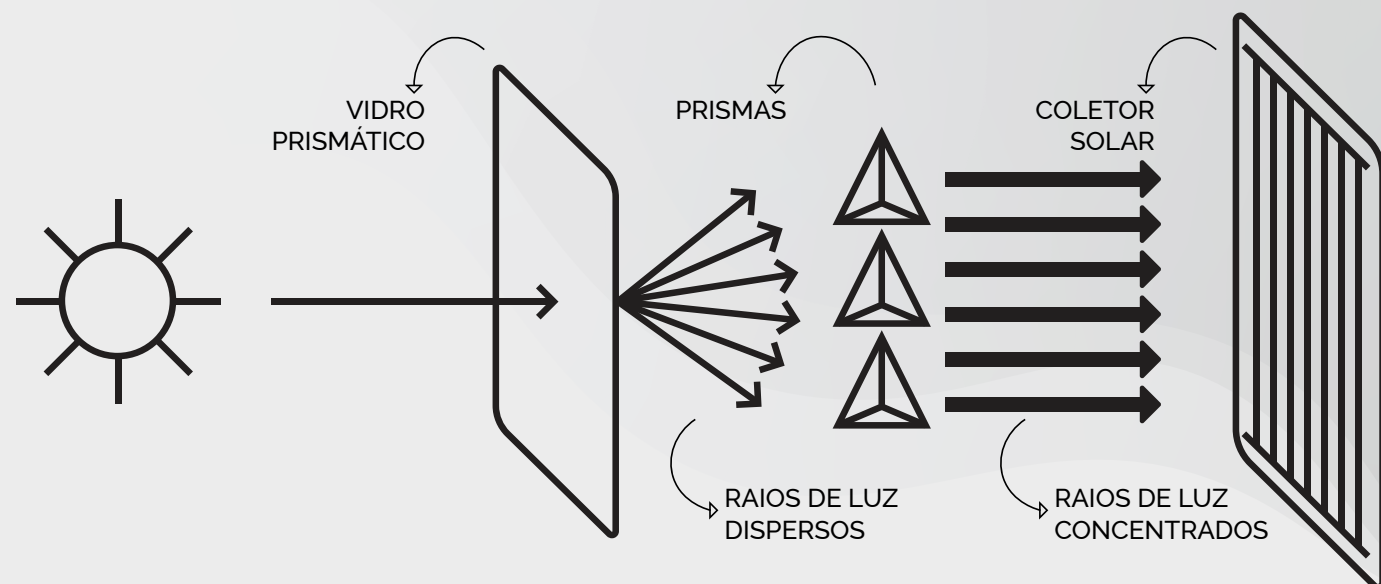 VIDRO
PRISMÁTICO
PRISMAS
COLETOR
SOLAR
RAIOS DE LUZ
DISPERSOS
RAIOS DE LUZ
CONCENTRADOS